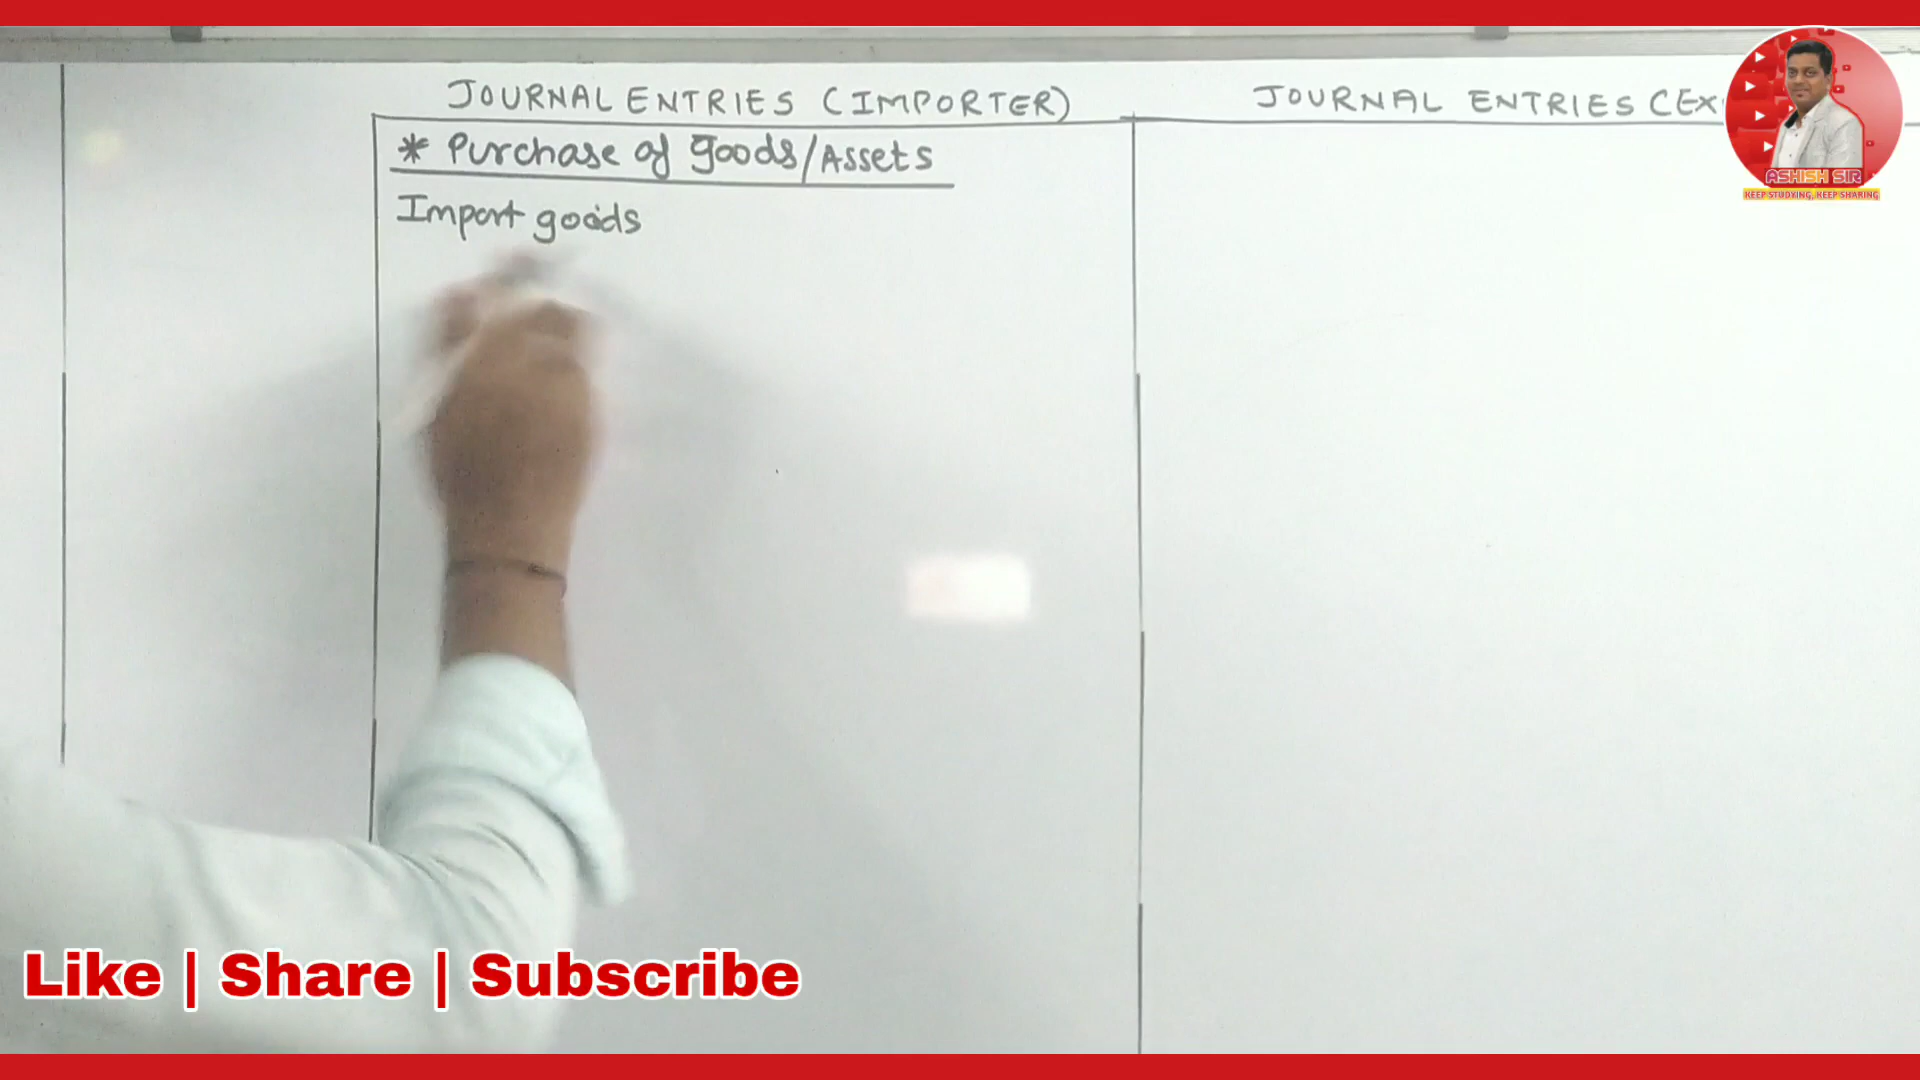 JOURNAL ENTRIES (IMPORTER)
JOURNAL ENTRIES (EX
* Purchase of goods/Assets
Import goods
ASHISH SIR
KEEP STUDYING, KEEP SHARING
Like | Share | Subscribe